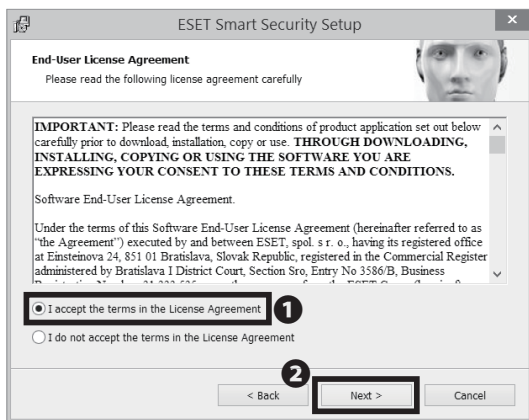 ESET Smart Security Setup
End-User License Agreement
Please read the following license agreement carefully
IMPORTANT: Please read the terms and conditions of product application set out below
carefully prior to download, installation, copy or use. THROUGH DOWNLOADING,
INSTALLING, COPYING OR USING THE SOFTWARE YOU ARE
EXPRESSING YOUR CONSENT TO THESE TERMS AND CONDITIONS.
Software End-User License Agreement.
Under the terms of this Software End-User License Agreement (hereinafter referred to as
"the Agreement") executed by and between ESET, spol. s r. o., having its registered office
at Einsteinova 24, 851 01 Bratislava, Slovak Republic, registered in the Commercial Register
administered by Bratislava I District Court, Section Sro, Entry No 3586/B, Business
I accept the terms in the License Agreement 1
I do not accept the terms in the License Agreement
2
< Back Next > Cancel